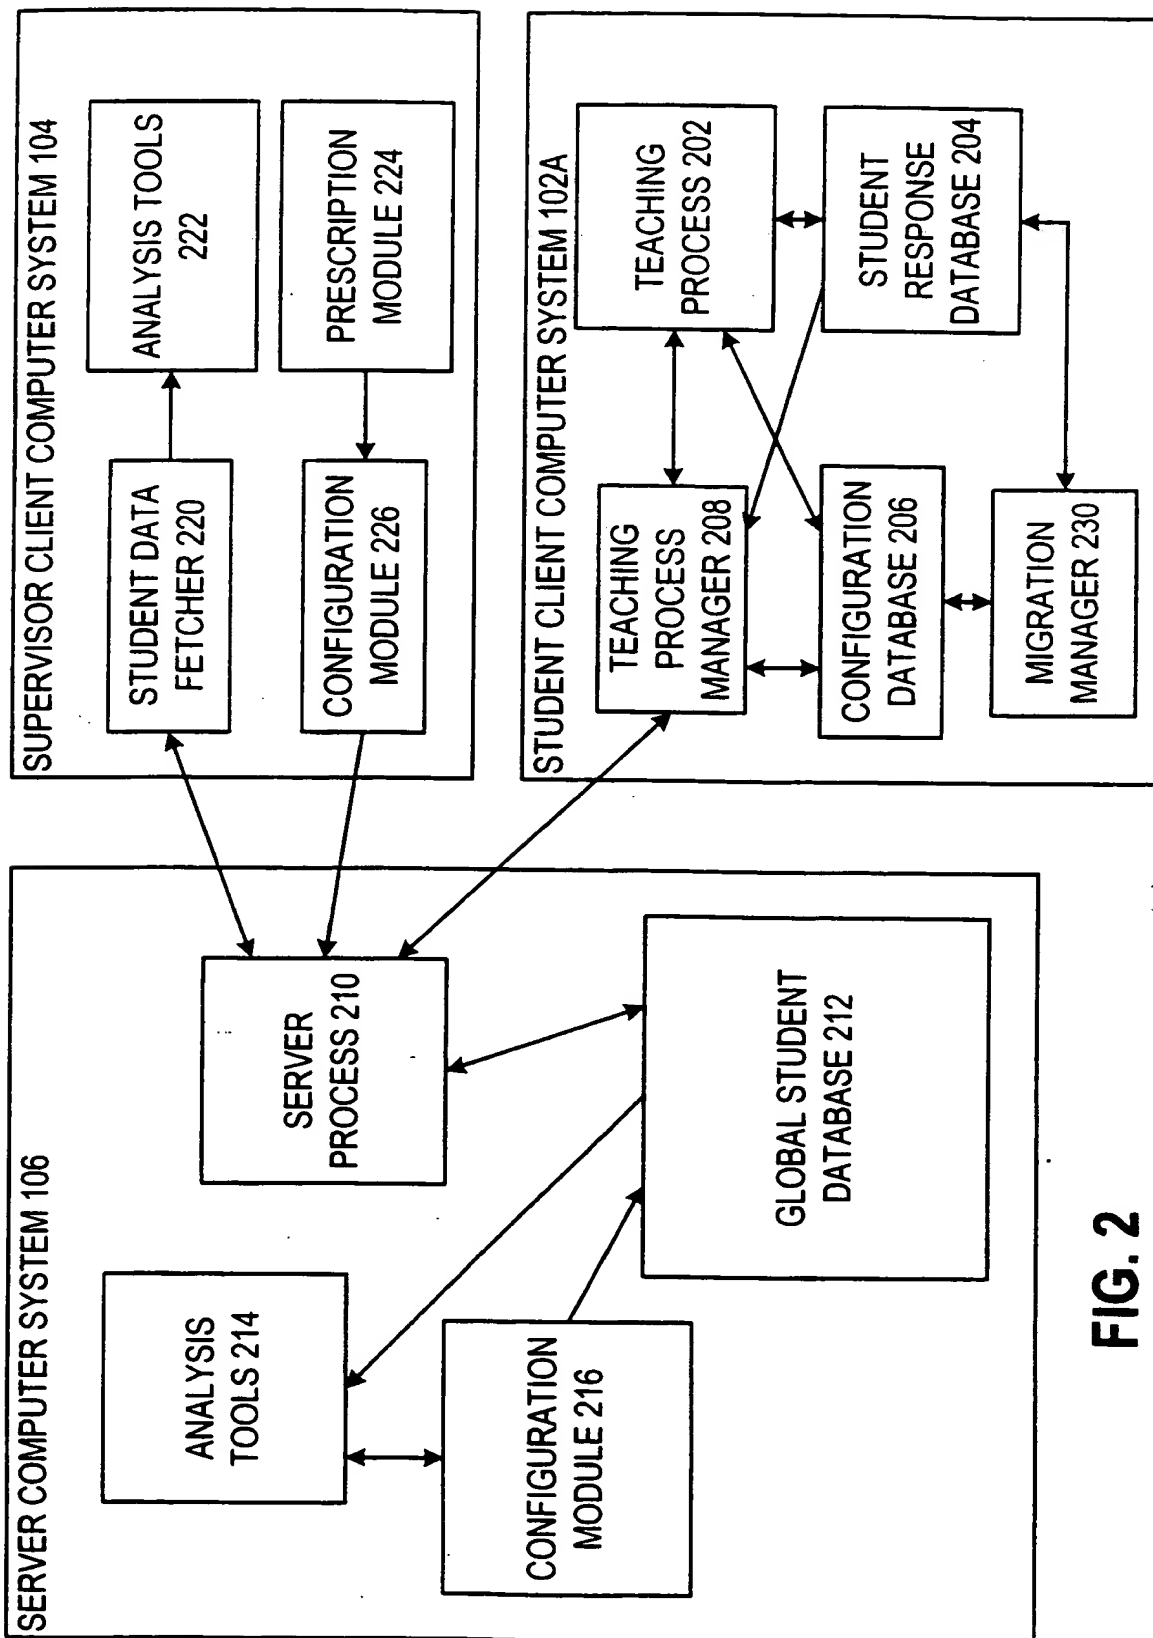 SERVER COMPUTER SYSTEM 106
ANALYSIS
TOOLS 214
CONFIGURATION
MODULE 216
SERVER
PROCESS 210
GLOBAL STUDENT
DATABASE 212
SUPERVISOR CLIENT COMPUTER SYSTEM 104
STUDENT DATA
FETCHER 220
ANALYSIS TOOLS
222
CONFIGURATION
MODULE 226
PRESCRIPTION
MODULE 224
STUDENT CLIENT COMPUTER SYSTEM 102A
TEACHING
PROCESS
MANAGER 208
TEACHING
PROCESS 202
CONFIGURATION
DATABASE 206
STUDENT
RESPONSE
DATABASE 204
MIGRATION
MANAGER 230
FIG. 2